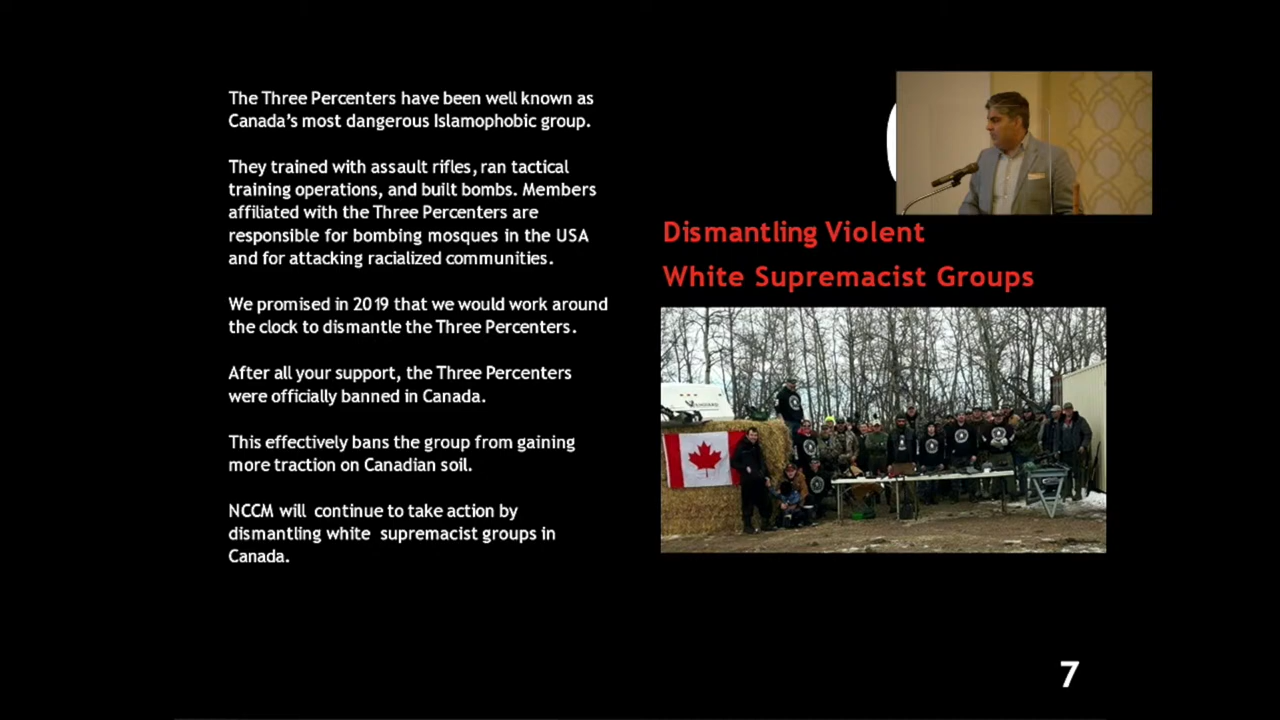 The Three Percenters have been well known as
Canada's most dangerous Islamophobic group.
They trained with assault rifles, ran tactical
training operations, and built bombs. Members
affiliated with the Three Percenters are
responsible for bombing mosques in the USA
and for attacking racialized communities.
We promised in 2019 that we would work around
the clock to dismantle the Three Percenters.
After all your support, the Three Percenters
were officially banned in Canada.
This effectively bans the group from gaining
more traction on Canadian soil.
NCCM will continue to take action by
dismantling white supremacist groups in
Canada.
Dismantling Violent
White Supremacist Groups
7